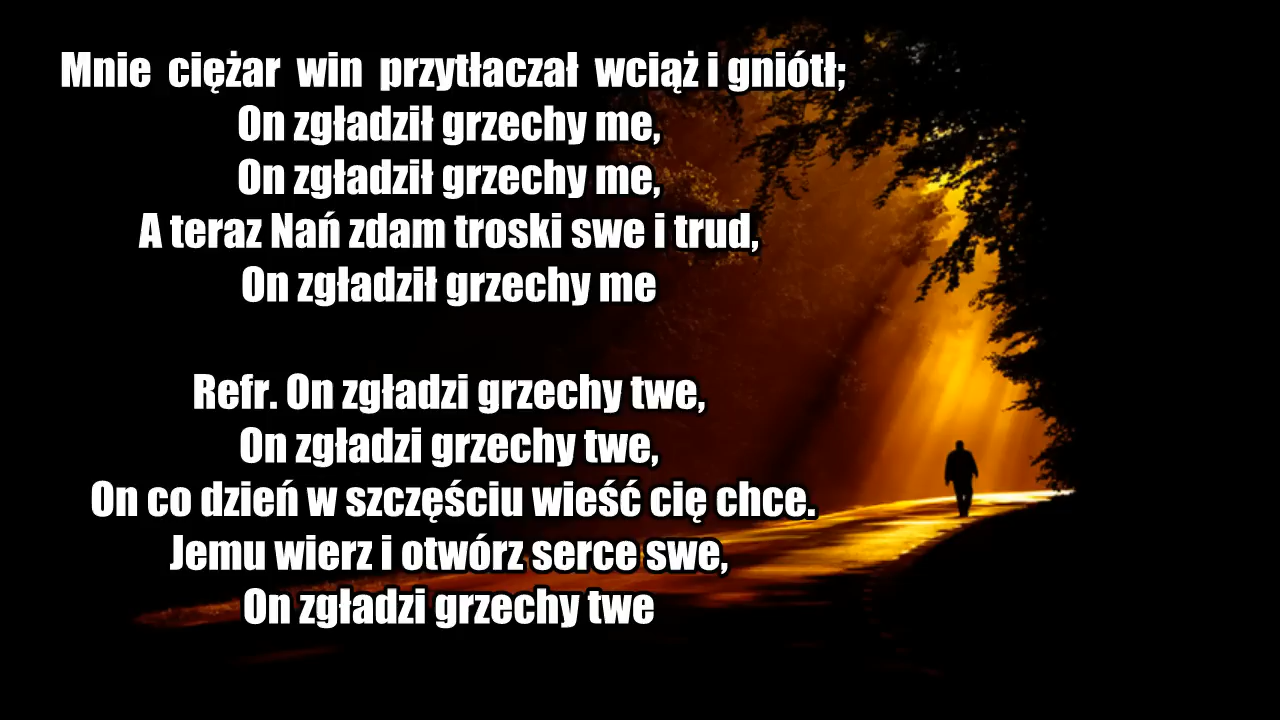 Mnie ciężar win przytłaczał wciąż i gniótł;
On zgładził grzechy me,
On zgładził grzechy me,
A teraz Nań zdam troski swe i trud,
On zgładził grzechy me
Refr. On zgładzi grzechy twe,
On zgładzi grzechy twe,
On co dzień w szczęściu wieść cię chce.
Jemu wierz i otwórz serce swe,
On zgładzi grzechy twe